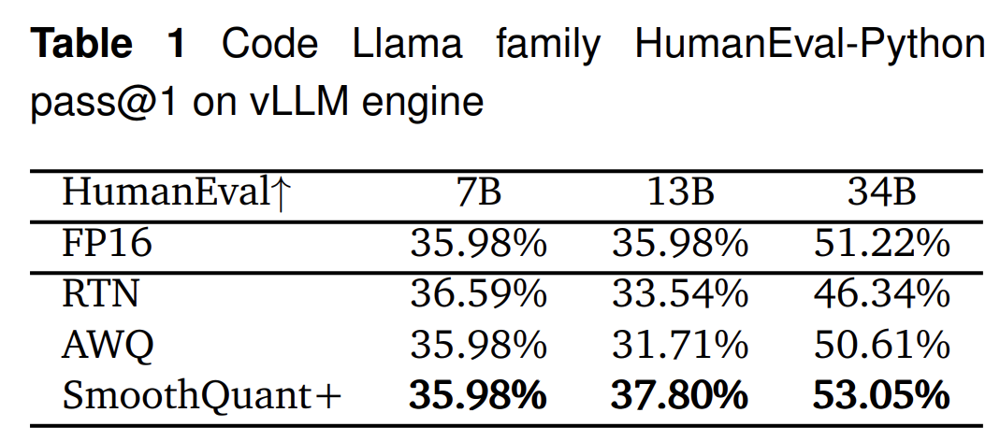 Table 1 Code Llama family HumanEval-Python
pass@1 on vLLM engine
HumanEval↑ 7B 13B 34B
FP16 35.98% 35.98% 51.22%
RTN 36.59% 33.54% 46.34%
AWQ 35.98% 31.71% 50.61%
SmoothQuant+ 35.98% 37.80% 53.05%